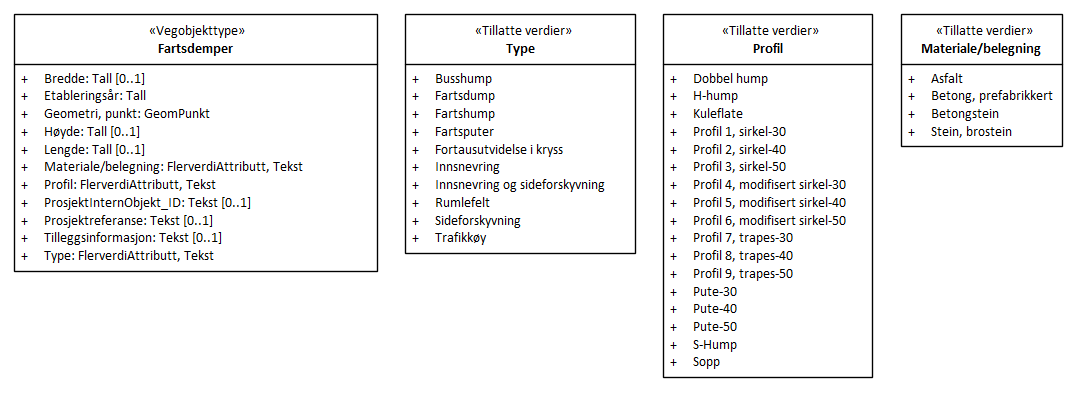 «Vegobjekttype»
Fartsdemper
+ Bredde: Tall [0..1]
+ Etableringsår: Tall
+ Geometri, punkt: GeomPunkt
+ Høyde: Tall [0..1]
+ Lengde: Tall [0..1]
+ Materiale/belegning: FlerverdiAttributt, Tekst
+ Profil: FlerverdiAttributt, Tekst
+ ProsjektInternObjekt_ID: Tekst [0..1]
+ Prosjektreferanse: Tekst [0..1]
+ Tilleggsinformasjon: Tekst [0..1]
+ Type: FlerverdiAttributt, Tekst
«Tillatte verdier»
Type
+ Busshump
+ Fartsdump
+ Fartshump
+ Fartsputer
+ Fortausutvidelse i kryss
+ Innsnevring
+ Innsnevring og sideforskyvning
+ Rumlefelt
+ Sideforskyvning
+ Trafikkøy
«Tillatte verdier»
Profil
+ Dobbel hump
+ H-hump
+ Kuleflate
+ Profil 1, sirkel-30
+ Profil 2, sirkel-40
+ Profil 3, sirkel-50
+ Profil 4, modifisert sirkel-30
+ Profil 5, modifisert sirkel-40
+ Profil 6, modifisert sirkel-50
+ Profil 7, trapes-30
+ Profil 8, trapes-40
+ Profil 9, trapes-50
+ Pute-30
+ Pute-40
+ Pute-50
+ S-Hump
+ Sopp
«Tillatte verdier»
Materiale/belegning
+ Asfalt
+ Betong, prefabrikkert
+ Betongstein
+ Stein, brostein